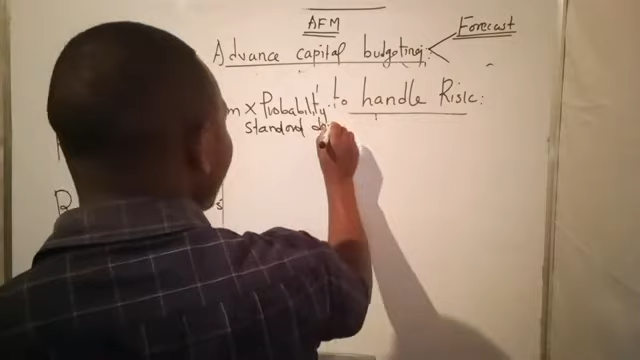 AFM
Forecast
Advance capital budgeting
to handle Risk:
m x Probability
standard